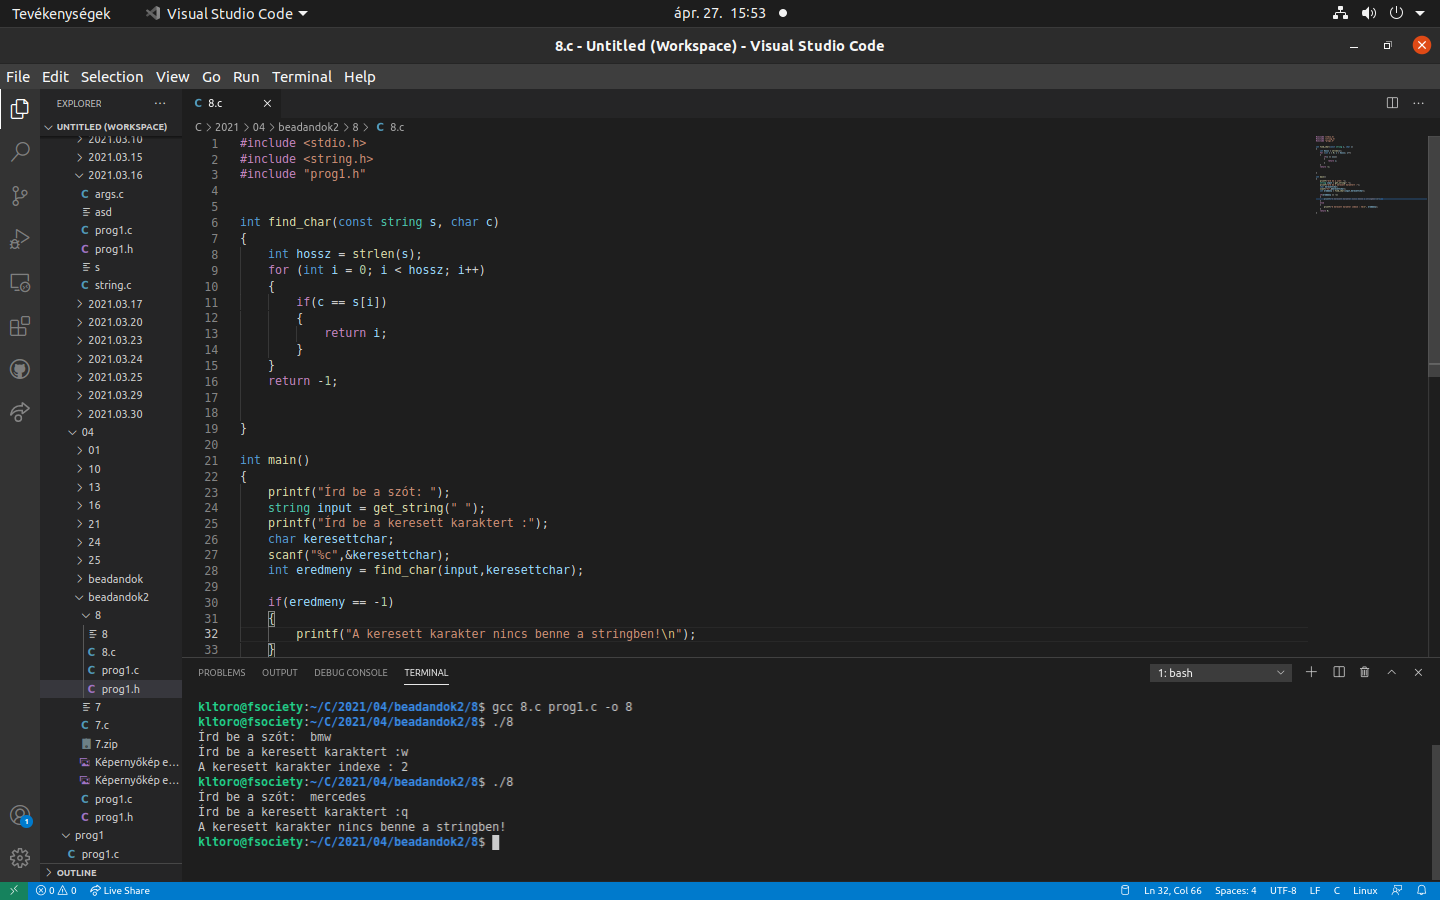 Tevékenységek
Visual Studio Code
ápr. 27. 15:53
8.c - Untitled (Workspace) - Visual Studio Code
File Edit Selection View Go Run Terminal Help
EXPLORER
UNTITLED (WORKSPACE)
2021.03.10
2021.03.15
2021.03.16
C args.c
asd
C prog1.c
C prog1.h
s
C string.c
2021.03.17
2021.03.20
2021.03.23
2021.03.24
2021.03.25
2021.03.29
2021.03.30
04
01
10
13
16
21
24
25
beadandok
beadandok2
8
8
C 8.c
C prog1.c
C prog1.h
7
C 7.c
7.zip
Képernyőkép e...
Képernyőkép e...
C prog1.c
C prog1.h
prog1
C prog1.c
OUTLINE
C 8.c
C > 2021 > 04 > beadandok2 > 8 > C 8.c
1 #include <stdio.h>
2 #include <string.h>
3 #include "prog1.h"
4
5
6 int find_char(const string s, char c)
7 {
8 int hossz = strlen(s);
9 for (int i = 0; i < hossz; i++)
10 {
11 if(c == s[i])
12 {
13 return i;
14 }
15 }
16 return -1;
17
18
19 }
20
21 int main()
22 {
23 printf("Írd be a szót: ");
24 string input = get_string(" ");
25 printf("Írd be a keresett karaktert :");
26 char keresettchar;
27 scanf("%c",&keresettchar);
28 int eredmeny = find_char(input,keresettchar);
29
30 if(eredmeny == -1)
31 {
32 printf("A keresett karakter nincs benne a stringben!\n");
33 }
PROBLEMS OUTPUT DEBUG CONSOLE TERMINAL
1: bash
kltoro@fsociety:~/C/2021/04/beadandok2/8$ gcc 8.c prog1.c -o 8
kltoro@fsociety:~/C/2021/04/beadandok2/8$ ./8
Írd be a szót:  bmw
Írd be a keresett karaktert :w
A keresett karakter indexe : 2
kltoro@fsociety:~/C/2021/04/beadandok2/8$ ./8
Írd be a szót:  mercedes
Írd be a keresett karaktert :q
A keresett karakter nincs benne a stringben!
kltoro@fsociety:~/C/2021/04/beadandok2/8$
1
0 0 Live Share
Ln 32, Col 66 Spaces: 4 UTF-8 LF C Linux